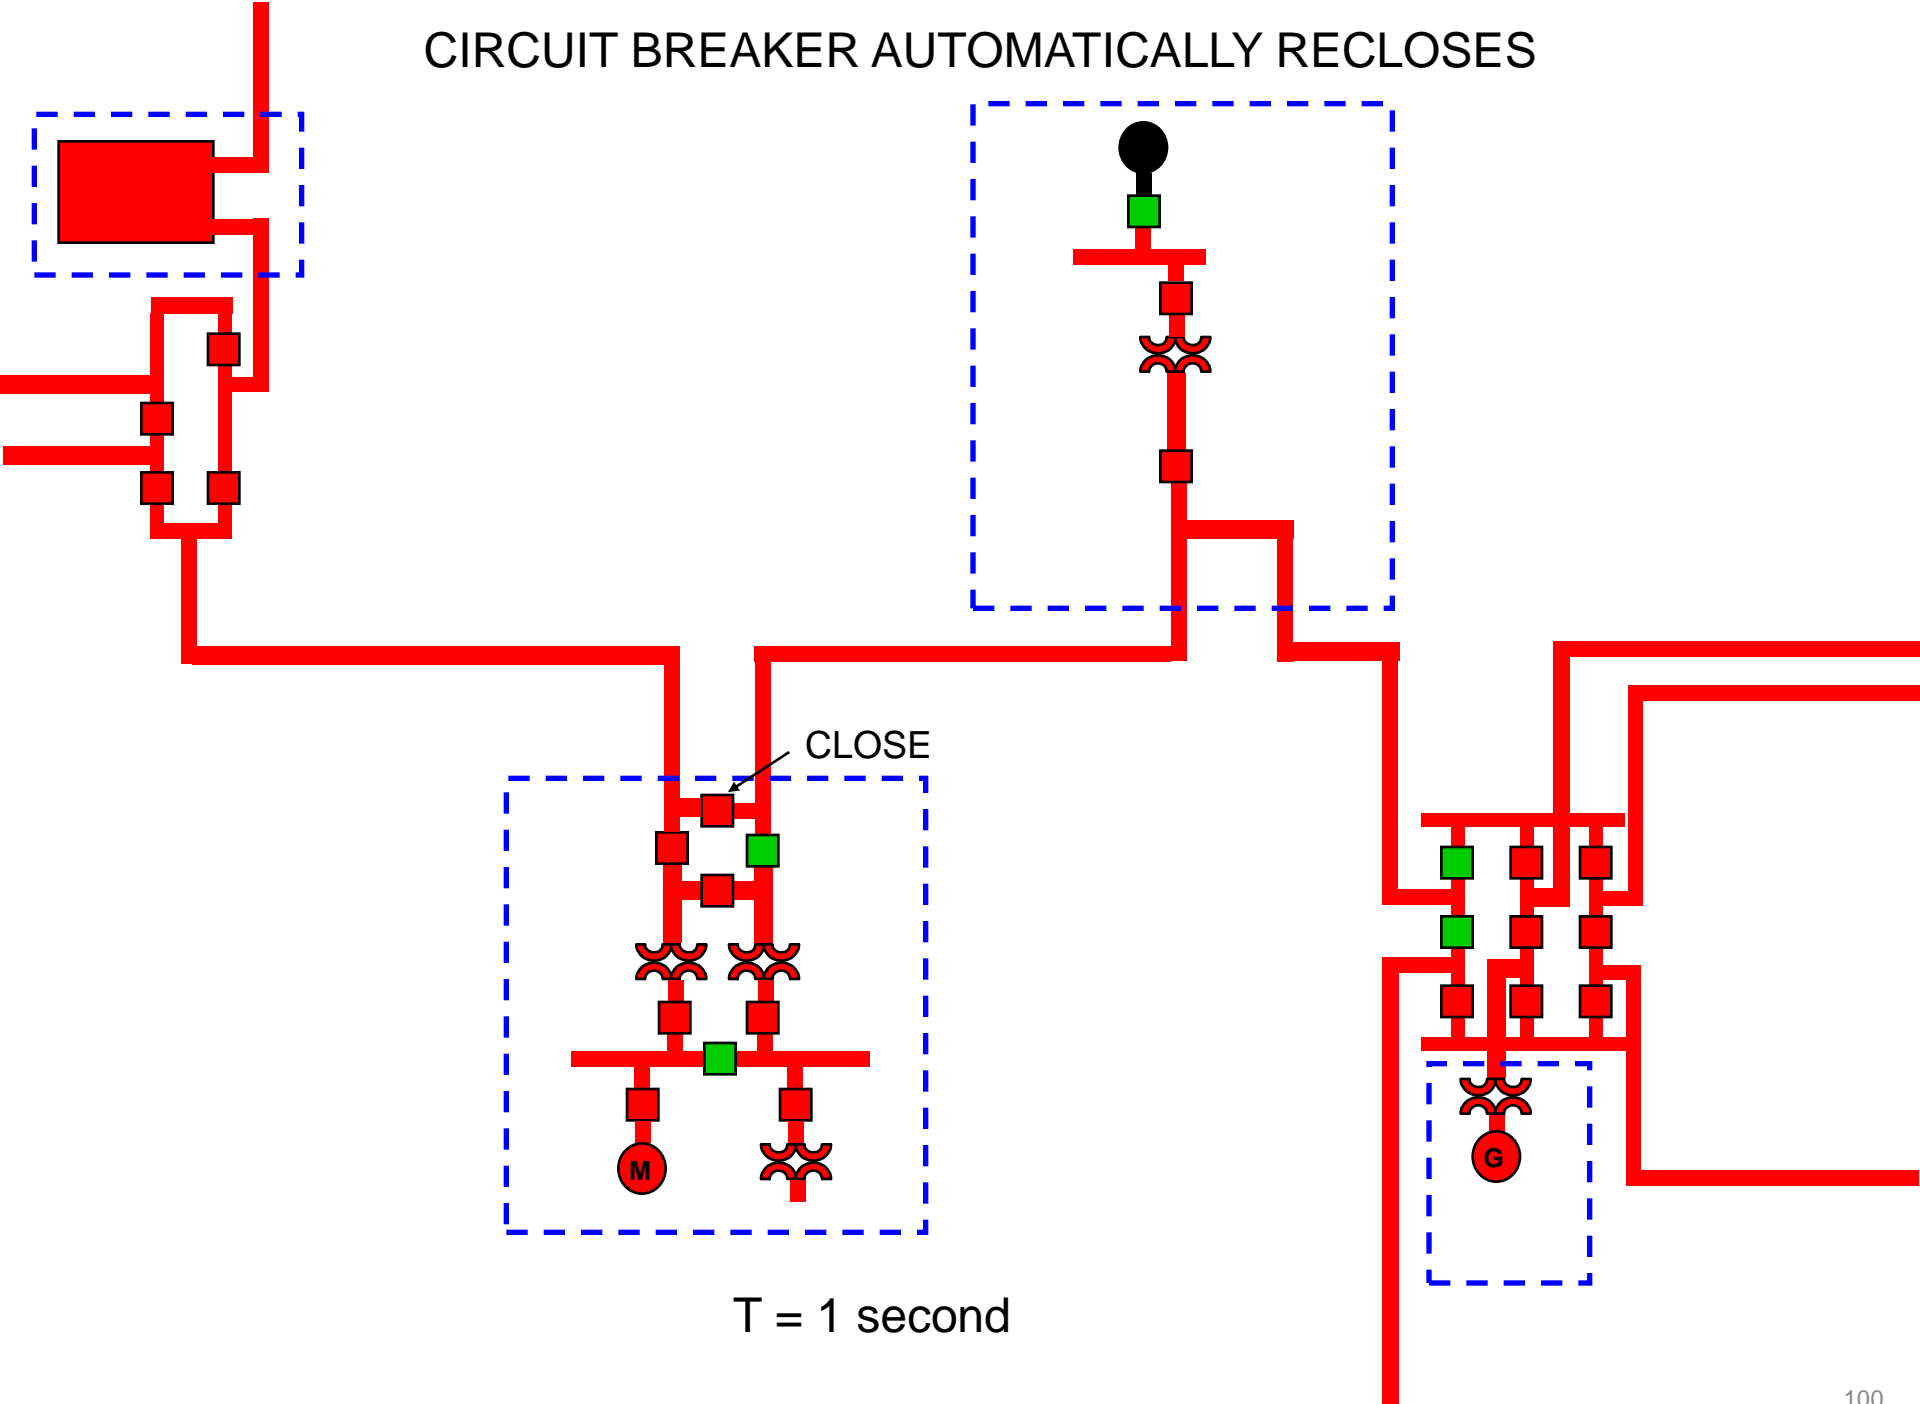 CIRCUIT BREAKER AUTOMATICALLY RECLOSES
CLOSE
M
G
T = 1 second
100